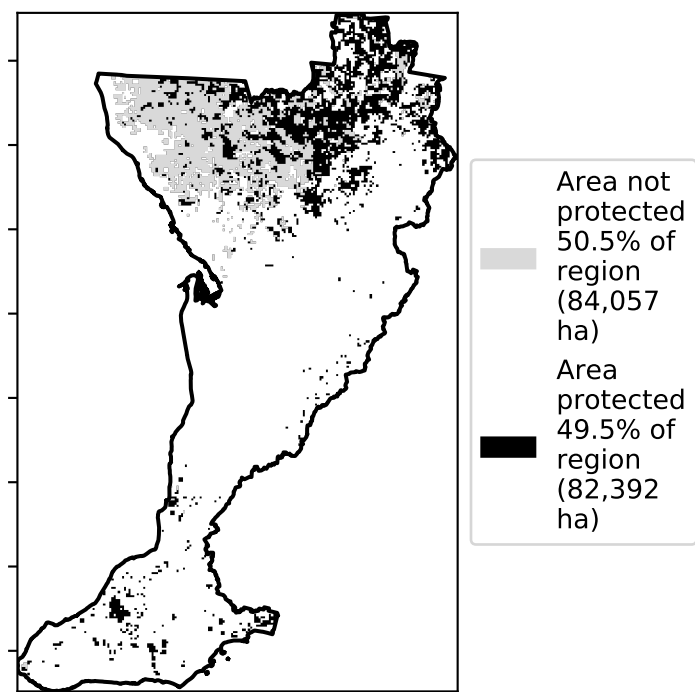 Area not
protected
50.5% of
region
(84,057
ha)
Area
protected
49.5% of
region
(82,392
ha)